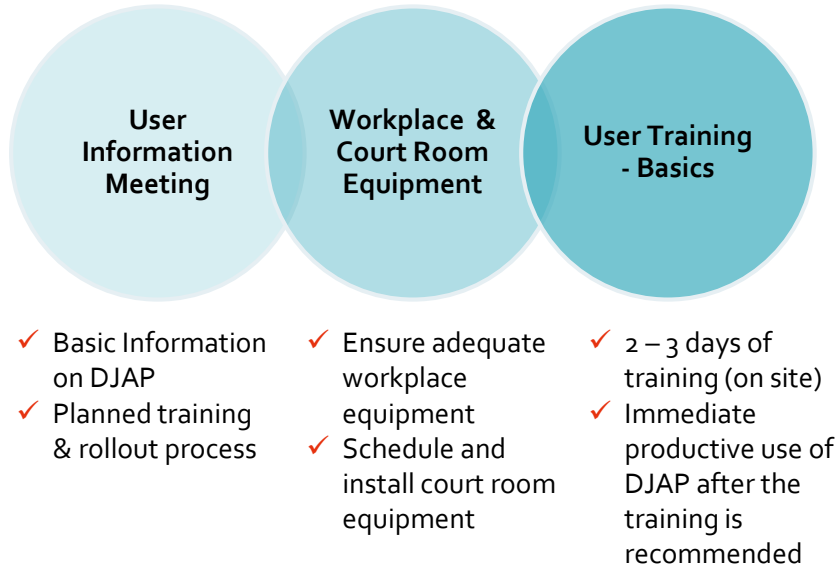 User
Information
Meeting
Workplace &
Court Room
Equipment
User Training
- Basics
✓ Basic Information
on DJAP
✓ Planned training
& rollout process
✓ Ensure adequate
workplace
equipment
✓ Schedule and
install court room
equipment
✓ 2 – 3 days of
training (on site)
✓ Immediate
productive use of
DJAP after the
training is
recommended